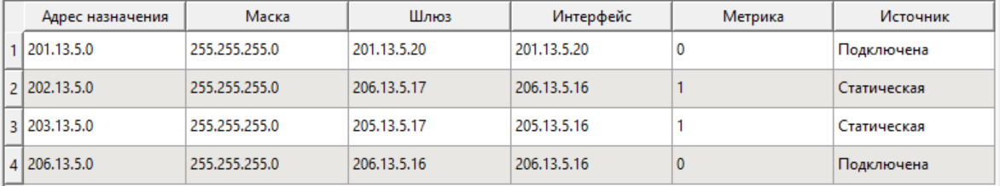 Адрес назначения Маска Шлюз Интерфейс Метрика Источник
1 201.13.5.0 255.255.255.0 201.13.5.20 201.13.5.20 0 Подключена
2 202.13.5.0 255.255.255.0 206.13.5.17 206.13.5.16 1 Статическая
3 203.13.5.0 255.255.255.0 205.13.5.17 205.13.5.16 1 Статическая
4 206.13.5.0 255.255.255.0 206.13.5.16 206.13.5.16 0 Подключена